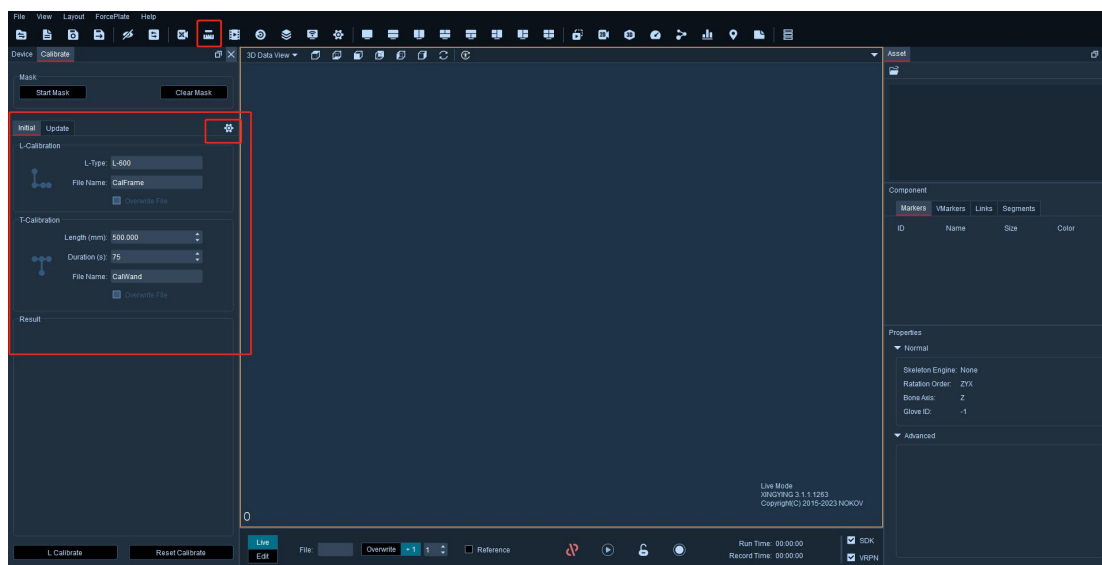 File View Layout ForcePlate Help
Device Calibrate
3D Data View
Asset
Mask
Start Mask Clear Mask
Initial Update
L-Calibration
L-Type: L-600
File Name: CalFrame
Overwrite File
T-Calibration
Length (mm): 500.000
Duration (s): 75
File Name: CalWand
Overwrite File
Result
L Calibrate Reset Calibrate
0
Live Mode
XINGYING 3.1.1.1263
Copyright(C) 2015-2023 NOKOV
Live
Edit
File: Overwrite + 1 1 Reference
Run Time: 00:00:00
Record Time: 00:00:00
SDK
VRPN
Component
Markers VMarkers Links Segments
ID Name Size Color
Properties
Normal
Skeleton Engine: None
Ratation Order: ZYX
Bone Axis: Z
Glove ID: -1
Advanced